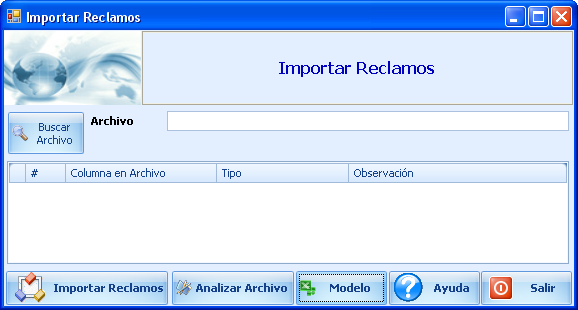 Importar Reclamos
Importar Reclamos
Buscar
Archivo
Archivo
# Columna en Archivo Tipo Observación
Importar Reclamos Analizar Archivo Modelo ? Ayuda Salir